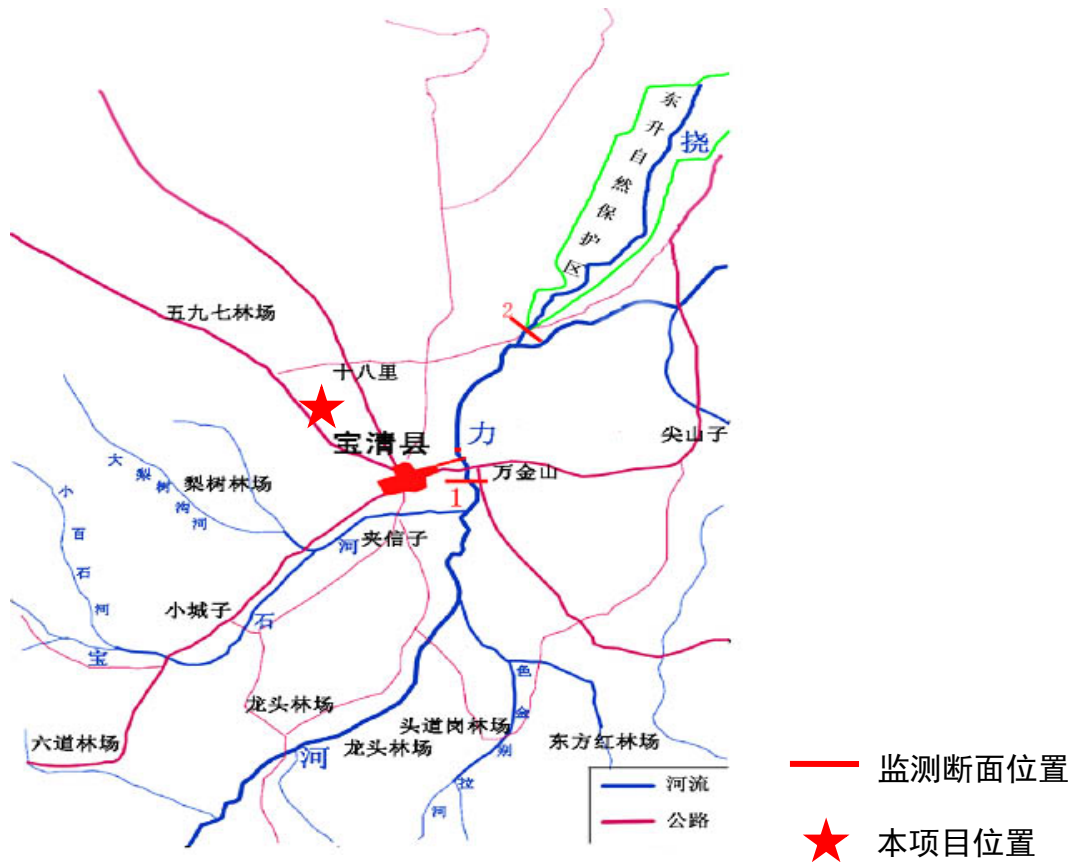 东升自然保护区
挠
五九七林场
2
十八里
宝清县
力
尖山子
万金山
1
大梨树沟河
梨树林场
小百石河
夹信子
河
小城子
石
宝
色金别拉河
龙头林场
头道岗林场
六道林场
龙头林场
东方红林场
河
河流
公路
监测断面位置
本项目位置